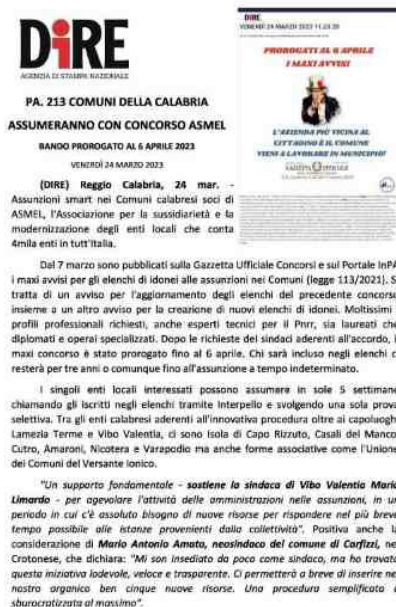 DiRE
AGENZIA DI STAMPA NAZIONALE
PA. 213 COMUNI DELLA CALABRIA
ASSUMERANNO CON CONCORSO ASMEL
BANDO PROROGATO AL 6 APRILE 2023
VENERDÌ 24 MARZO 2023
DIRE
VENERDÌ 24 MARZO 2023 11.23.20
PROROGATI AL 6 APRILE
I MAXI AVVISI
L'AZIENDA PIÙ VICINA AL
CITTADINO È IL COMUNE
VIENI A LAVORARE IN MUNICIPIO!
GAZZETTA UFFICIALE
(DIRE) Reggio Calabria, 24 mar. -
Assunzioni smart nei Comuni calabresi soci di
ASMEL, l'Associazione per la sussidiarietà e la
modernizzazione degli enti locali che conta
4mila enti in tutt'Italia.
Dal 7 marzo sono pubblicati sulla Gazzetta Ufficiale Concorsi e sul Portale InPA
i maxi avvisi per gli elenchi di idonei alle assunzioni nei Comuni (legge 113/2021). S
tratta di un avviso per l'aggiornamento degli elenchi del precedente concorso
insieme a un altro avviso per la creazione di nuovi elenchi di idonei. Moltissimi
profili professionali richiesti, anche esperti tecnici per il Pnrr, sia laureati che
diplomati e operai specializzati. Dopo le richieste dei sindaci aderenti all'accordo, i
maxi concorso è stato prorogato fino al 6 aprile. Chi sarà incluso negli elenchi c
resterà per tre anni o comunque fino all'assunzione a tempo indeterminato.
I singoli enti locali interessati possono assumere in sole 5 settimane
chiamando gli iscritti negli elenchi tramite Interpello e svolgendo una sola prova
selettiva. Tra gli enti calabresi aderenti all'innovativa procedura oltre ai capoluogh
Lamezia Terme e Vibo Valentia, ci sono Isola di Capo Rizzuto, Casali del Manco
Cutro, Amaroni, Nicotera e Varapodio ma anche forme associative come l'Unione
dei Comuni del Versante Ionico.
"Un supporto fondamentale - sostiene la sindaca di Vibo Valentia Maria
Limardo - per agevolare l'attività delle amministrazioni nelle assunzioni, in un
periodo in cui c'è assoluto bisogno di nuove risorse per rispondere nel più breve
tempo possibile alle istanze provenienti dalla collettività". Positiva anche la
considerazione di Mario Antonio Amato, neosindaco del comune di Carfizzi, nel
Crotonese, che dichiara: "Mi son insediato da poco come sindaco, ma ho trovato
questa iniziativa lodevole, veloce e trasparente. Ci permetterà a breve di inserire nel
nostro organico ben cinque nuove risorse. Una procedura semplificata e
sburocratizzata al massimo".